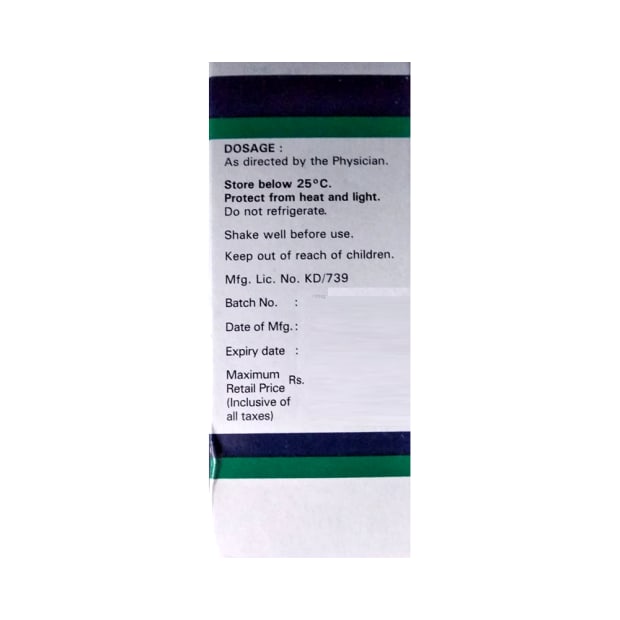 DOSAGE :
As directed by the Physician.
Store below 25°C.
Protect from heat and light.
Do not refrigerate.
Shake well before use.
Keep out of reach of children.
Mfg. Lic. No. KD/739
Batch No. :
Date of Mfg. :
Expiry date :
Maximum
Retail Price Rs.
(Inclusive of
all taxes)